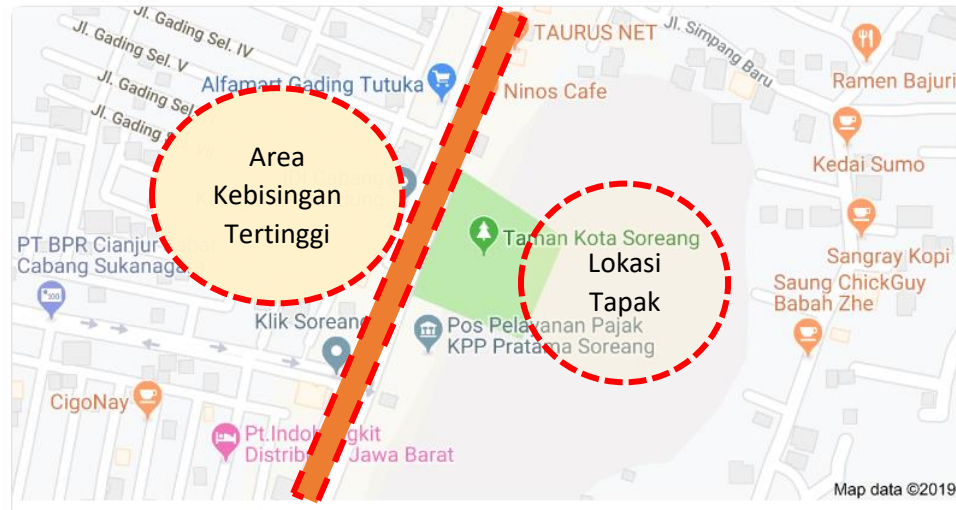 Jl. Gading Sel. IV
Jl. Gading Sel. V
Jl. Gading Sel
Jl. Gading
TAURUS NET
Jl. Simpang Baru
Alfamart Gading Tutuka
Ninos Cafe
Ramen Bajuri
Area
Kebisingan
Tertinggi
Kedai Sumo
Taman Kota Soreang
Lokasi
Tapak
PT BPR Cianjur
Cabang Sukanaga
Sangray Kopi
Saung ChickGuy
Babah Zhe
Klik Soreang
Pos Pelayanan Pajak
KPP Pratama Soreang
CigoNay
Pt.Indo
Distrib Jawa Barat
Map data ©2019